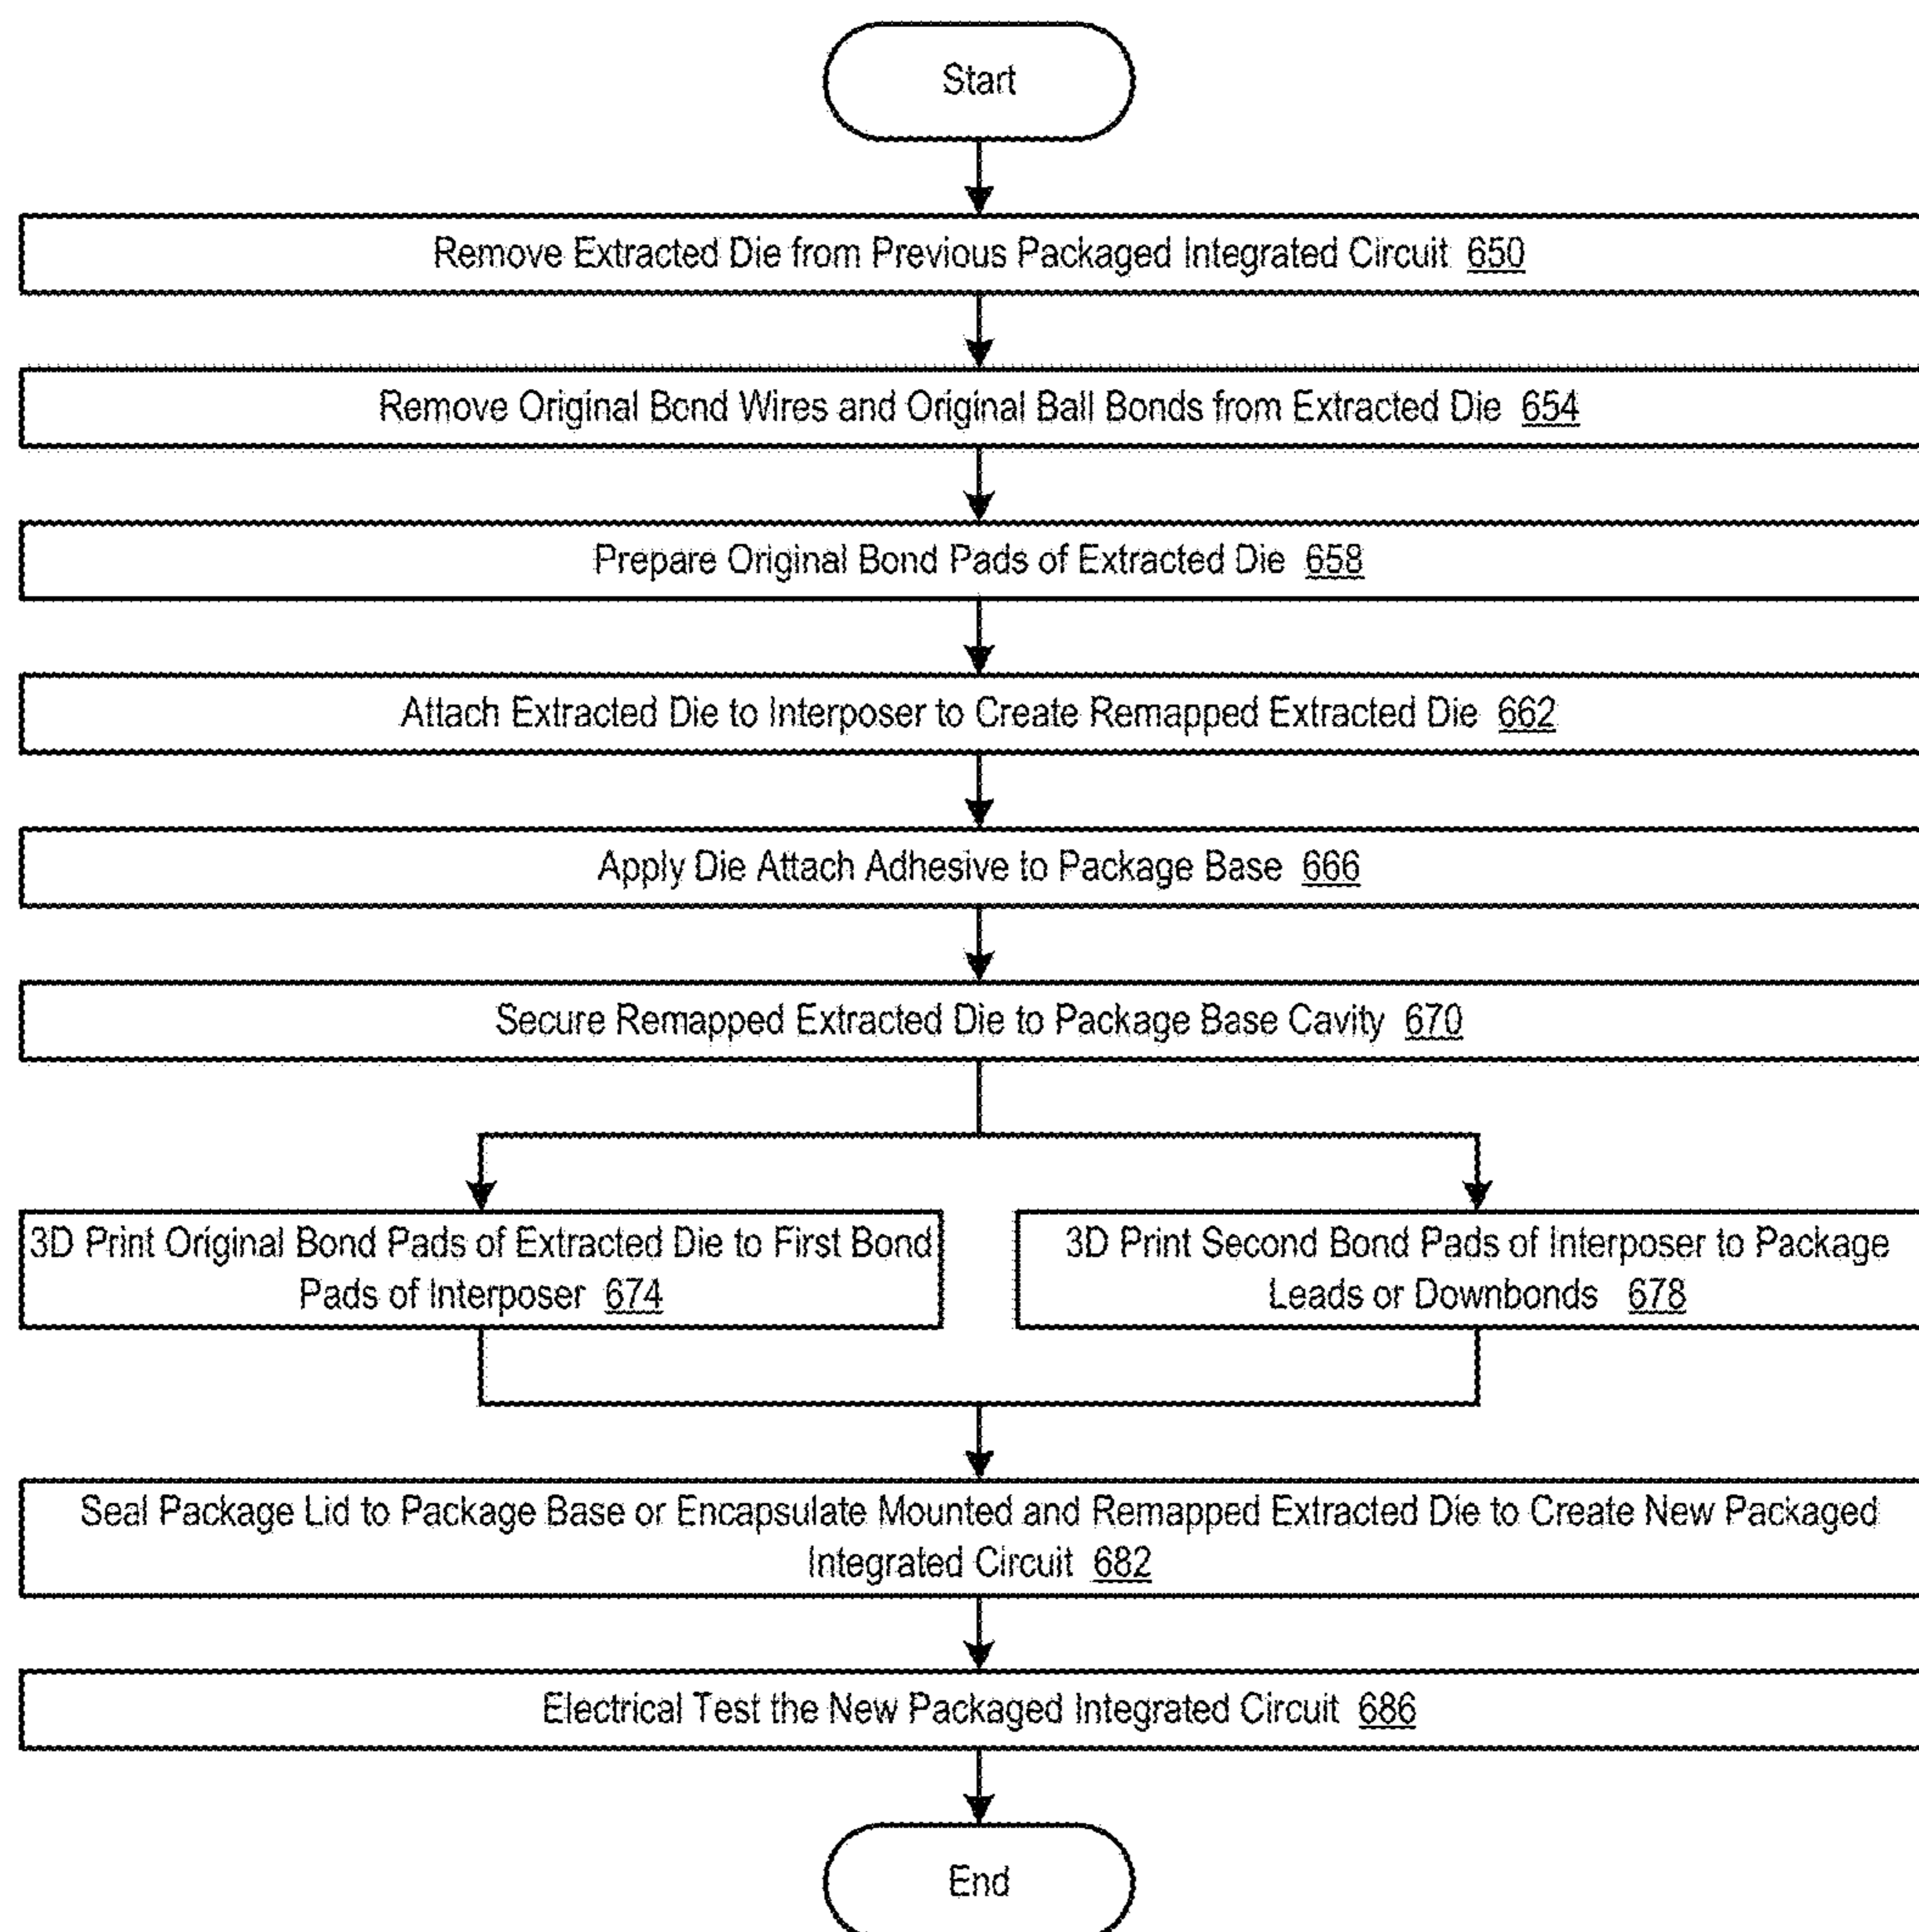 Start
Remove Extracted Die from Previous Packaged Integrated Circuit 650
Remove Original Bond Wires and Original Ball Bonds from Extracted Die 654
Prepare Original Bond Pads of Extracted Die 658
Attach Extracted Die to Interposer to Create Remapped Extracted Die 662
Apply Die Attach Adhesive to Package Base 666
Secure Remapped Extracted Die to Package Base Cavity 670
3D Print Original Bond Pads of Extracted Die to First Bond
Pads of Interposer 674
3D Print Second Bond Pads of Interposer to Package
Leads or Downbonds 678
Seal Package Lid to Package Base or Encapsulate Mounted and Remapped Extracted Die to Create New Packaged
Integrated Circuit 682
Electrical Test the New Packaged Integrated Circuit 686
End